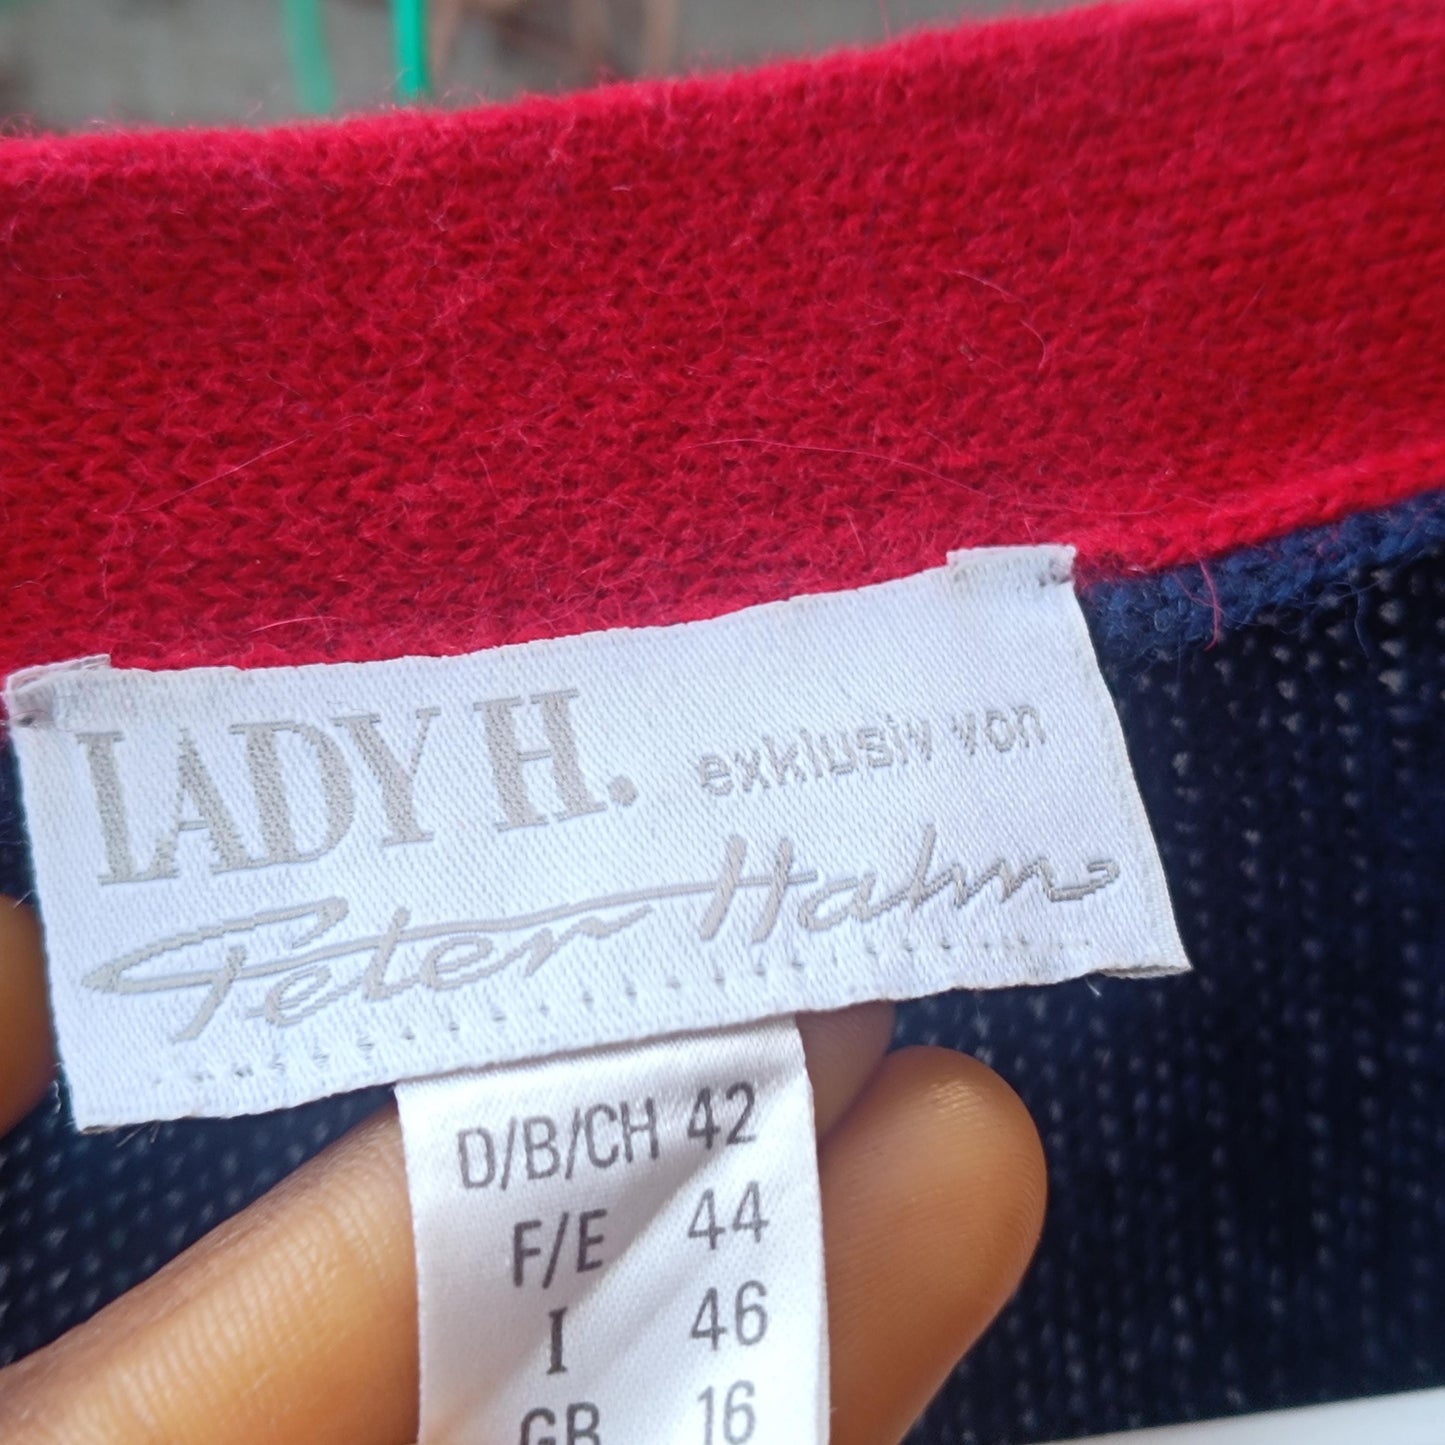 LADY H. exklusiv von
Peter Hahn
D/B/CH 42
F/E 44
I 46
GB 16